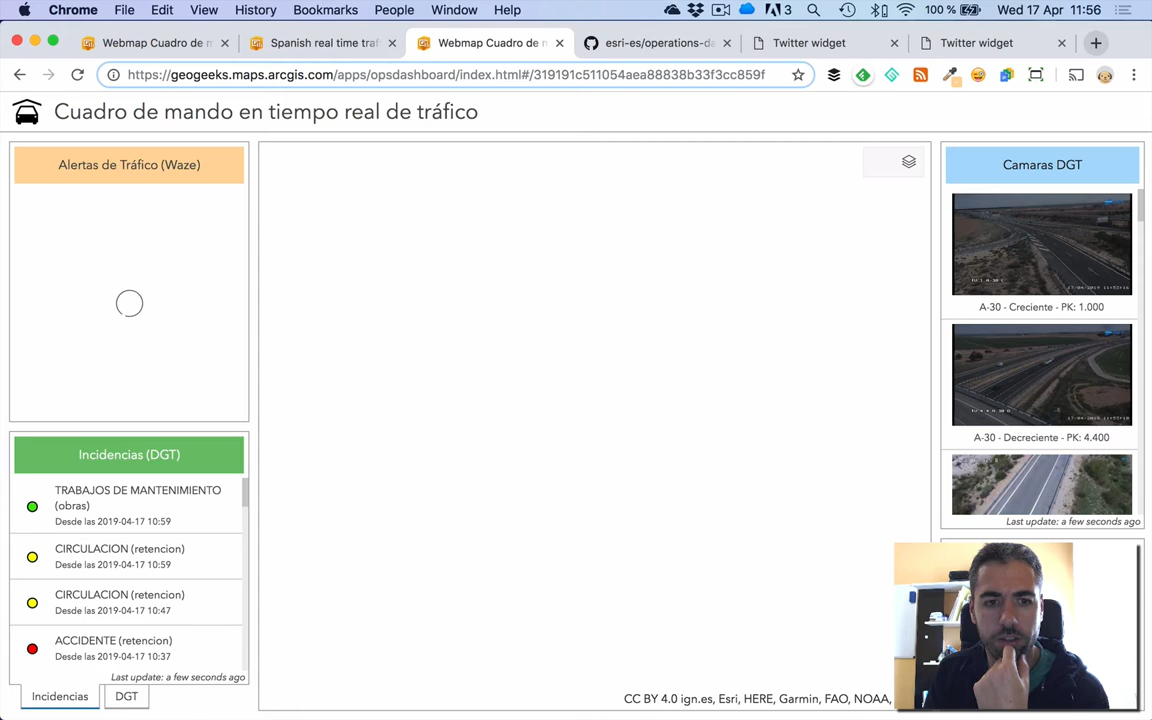 Chrome File Edit View History Bookmarks People Window Help 3 100 % Wed 17 Apr 11:56
Webmap Cuadro de m Spanish real time traf Webmap Cuadro de n esri-es/operations-da Twitter widget Twitter widget
https://geogeeks.maps.arcgis.com/apps/opsdashboard/index.html#/319191c511054aea88838b33f3cc859f
Cuadro de mando en tiempo real de tráfico
Alertas de Tráfico (Waze)
Incidencias (DGT)
TRABAJOS DE MANTENIMIENTO
(obras)
Desde las 2019-04-17 10:59
CIRCULACION (retencion)
Desde las 2019-04-17 10:59
CIRCULACION (retencion)
Desde las 2019-04-17 10:47
ACCIDENTE (retencion)
Desde las 2019-04-17 10:37
Last update: a few seconds ago
Incidencias DGT
CC BY 4.0 ign.es, Esri, HERE, Garmin, FAO, NOAA,
Camaras DGT
A-30 - Creciente - PK: 1.000
A-30 - Decreciente - PK: 4.400
Last update: a few seconds ago